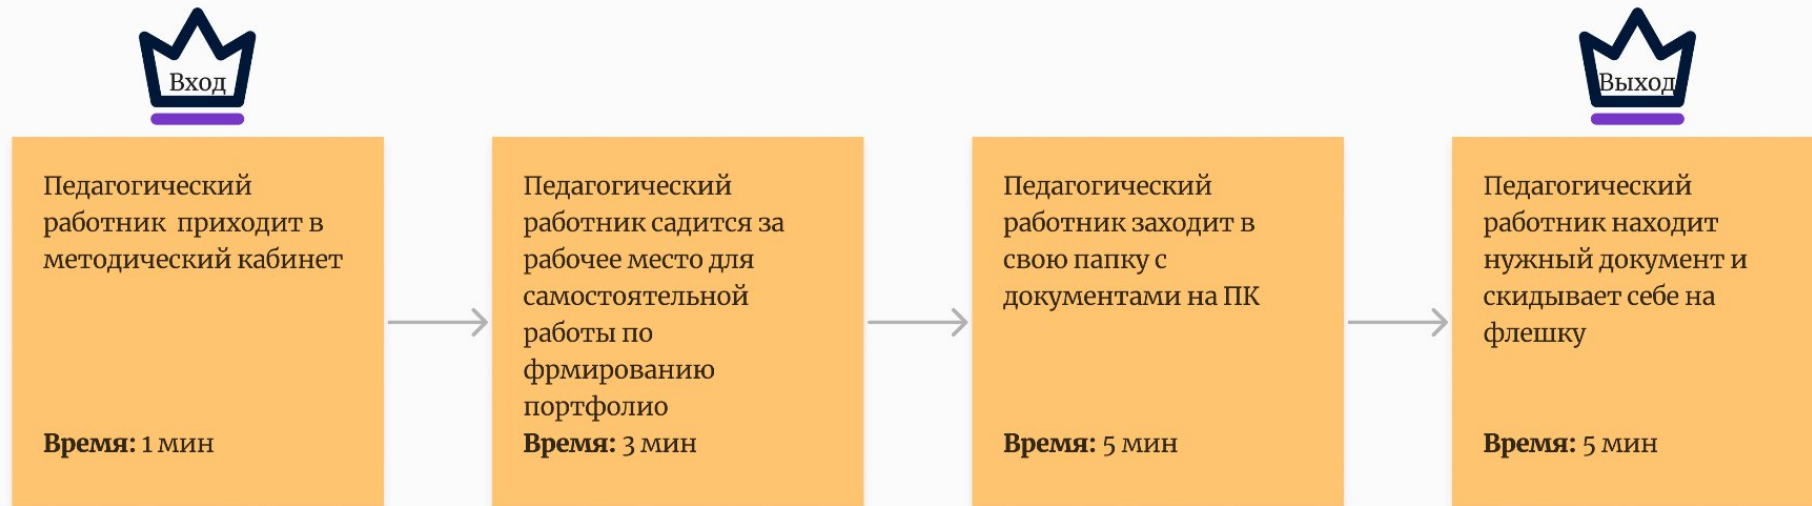 Вход
Выход
Педагогический
работник приходит в
методический кабинет
Время: 1 мин
Педагогический
работник садится за
рабочее место для
самостоятельной
работы по
фрмированию
портфолио
Время: 3 мин
Педагогический
работник заходит в
свою папку с
документами на ПК
Время: 5 мин
Педагогический
работник находит
нужный документ и
скидывает себе на
флешку
Время: 5 мин